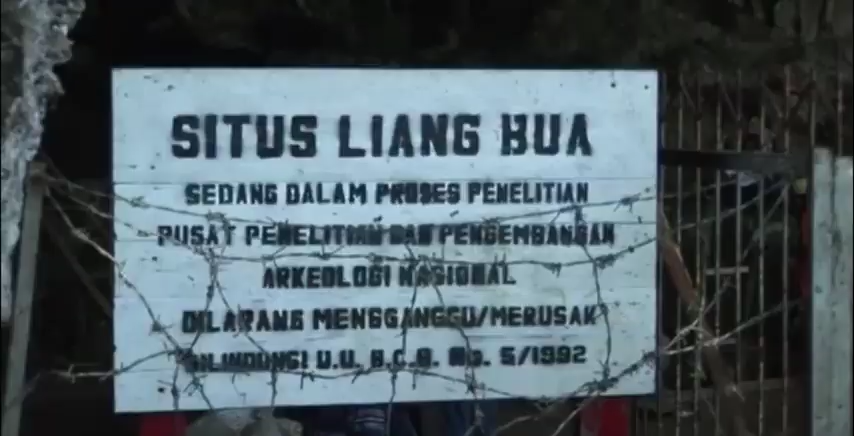 SITUS LIANG BUA
SEDANG DALAM PROSES PENELITIAN
PUSAT PENELITIAN DAN PENGEMBANGAN
ARKEOLOGI NASIONAL
DILARANG MENGGANGGU/MERUSAK
DILINDUNGI U.U. B.C.B. No. 5/1992